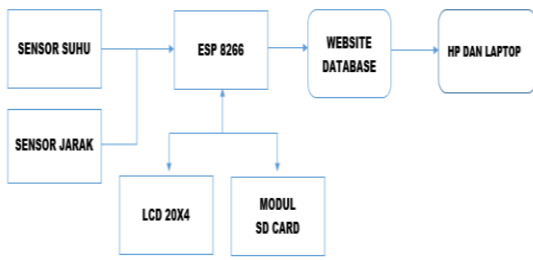 SENSOR SUHU
ESP 8266
WEBSITE
DATABASE
HP DAN LAPTOP
SENSOR JARAK
LCD 20X4
MODUL
SD CARD